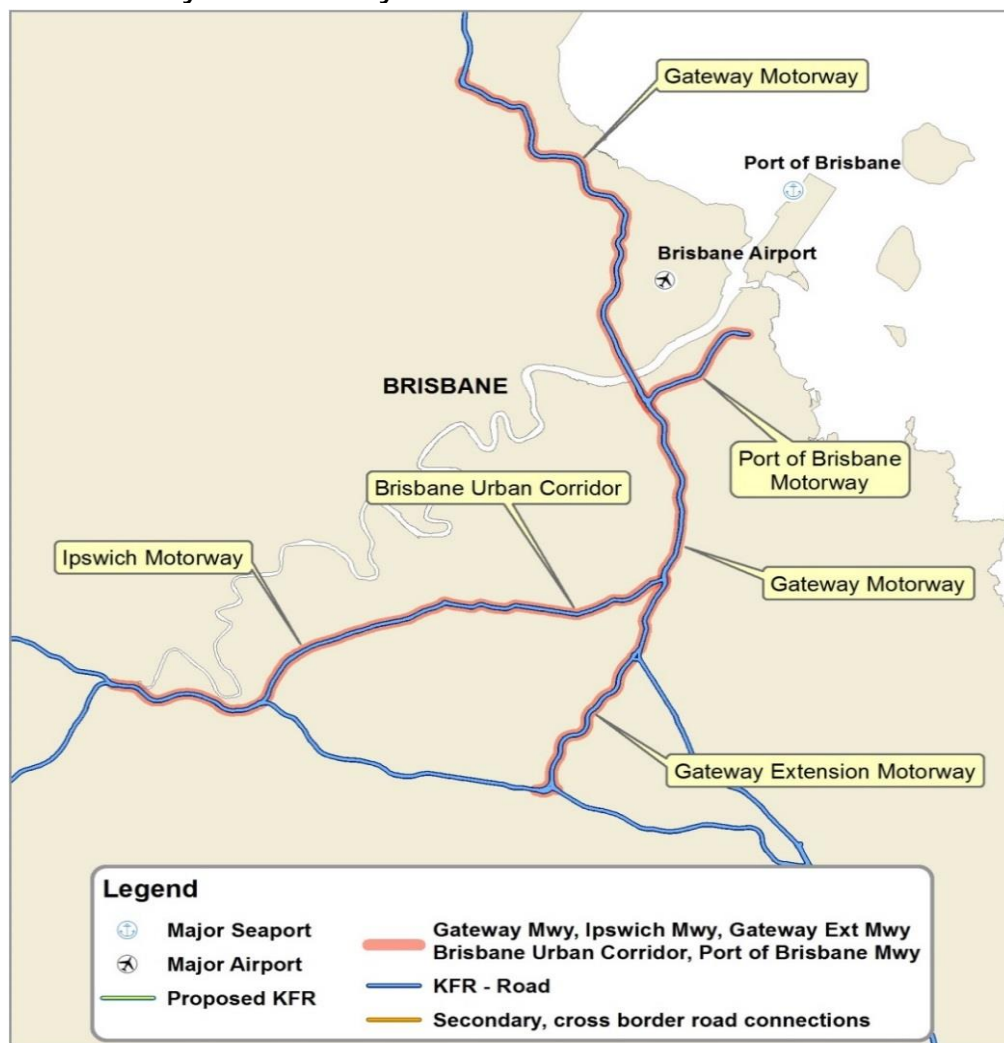 Gateway Motorway
Port of Brisbane
Brisbane Airport
BRISBANE
Port of Brisbane
Motorway
Brisbane Urban Corridor
Ipswich Motorway
Gateway Motorway
Gateway Extension Motorway
Legend
Major Seaport
Major Airport
Proposed KFR
Gateway Mwy, Ipswich Mwy, Gateway Ext Mwy
Brisbane Urban Corridor, Port of Brisbane Mwy
KFR - Road
Secondary, cross border road connections